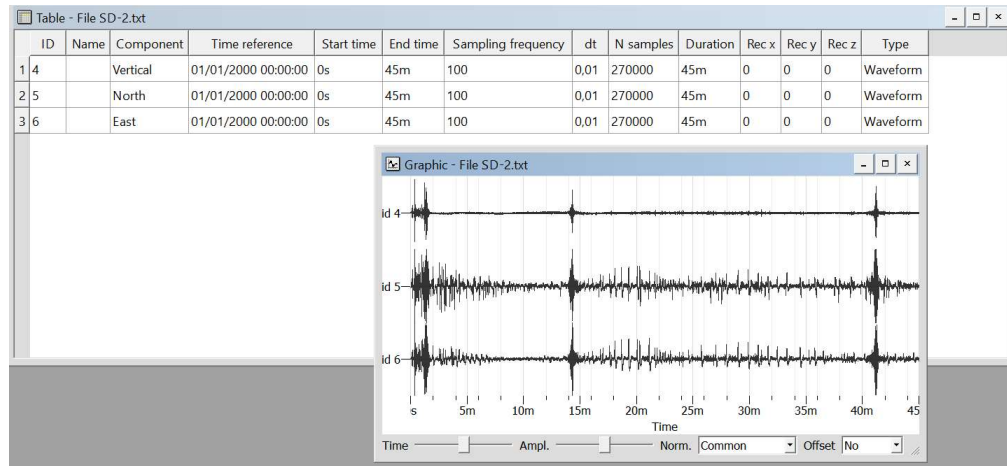 Table - File SD-2.txt
ID Name Component Time reference Start time End time Sampling frequency dt N samples Duration Rec x Rec y Rec z Type
1 4 Vertical 01/01/2000 00:00:00 0s 45m 100 0,01 270000 45m 0 0 0 Waveform
2 5 North 01/01/2000 00:00:00 0s 45m 100 0,01 270000 45m 0 0 0 Waveform
3 6 East 01/01/2000 00:00:00 0s 45m 100 0,01 270000 45m 0 0 0 Waveform
Graphic - File SD-2.txt
id 4
id 5
id 6
s 5m 10m 15m 20m 25m 30m 35m 40m 45
Time
Time Ampl. Norm. Common Offset No